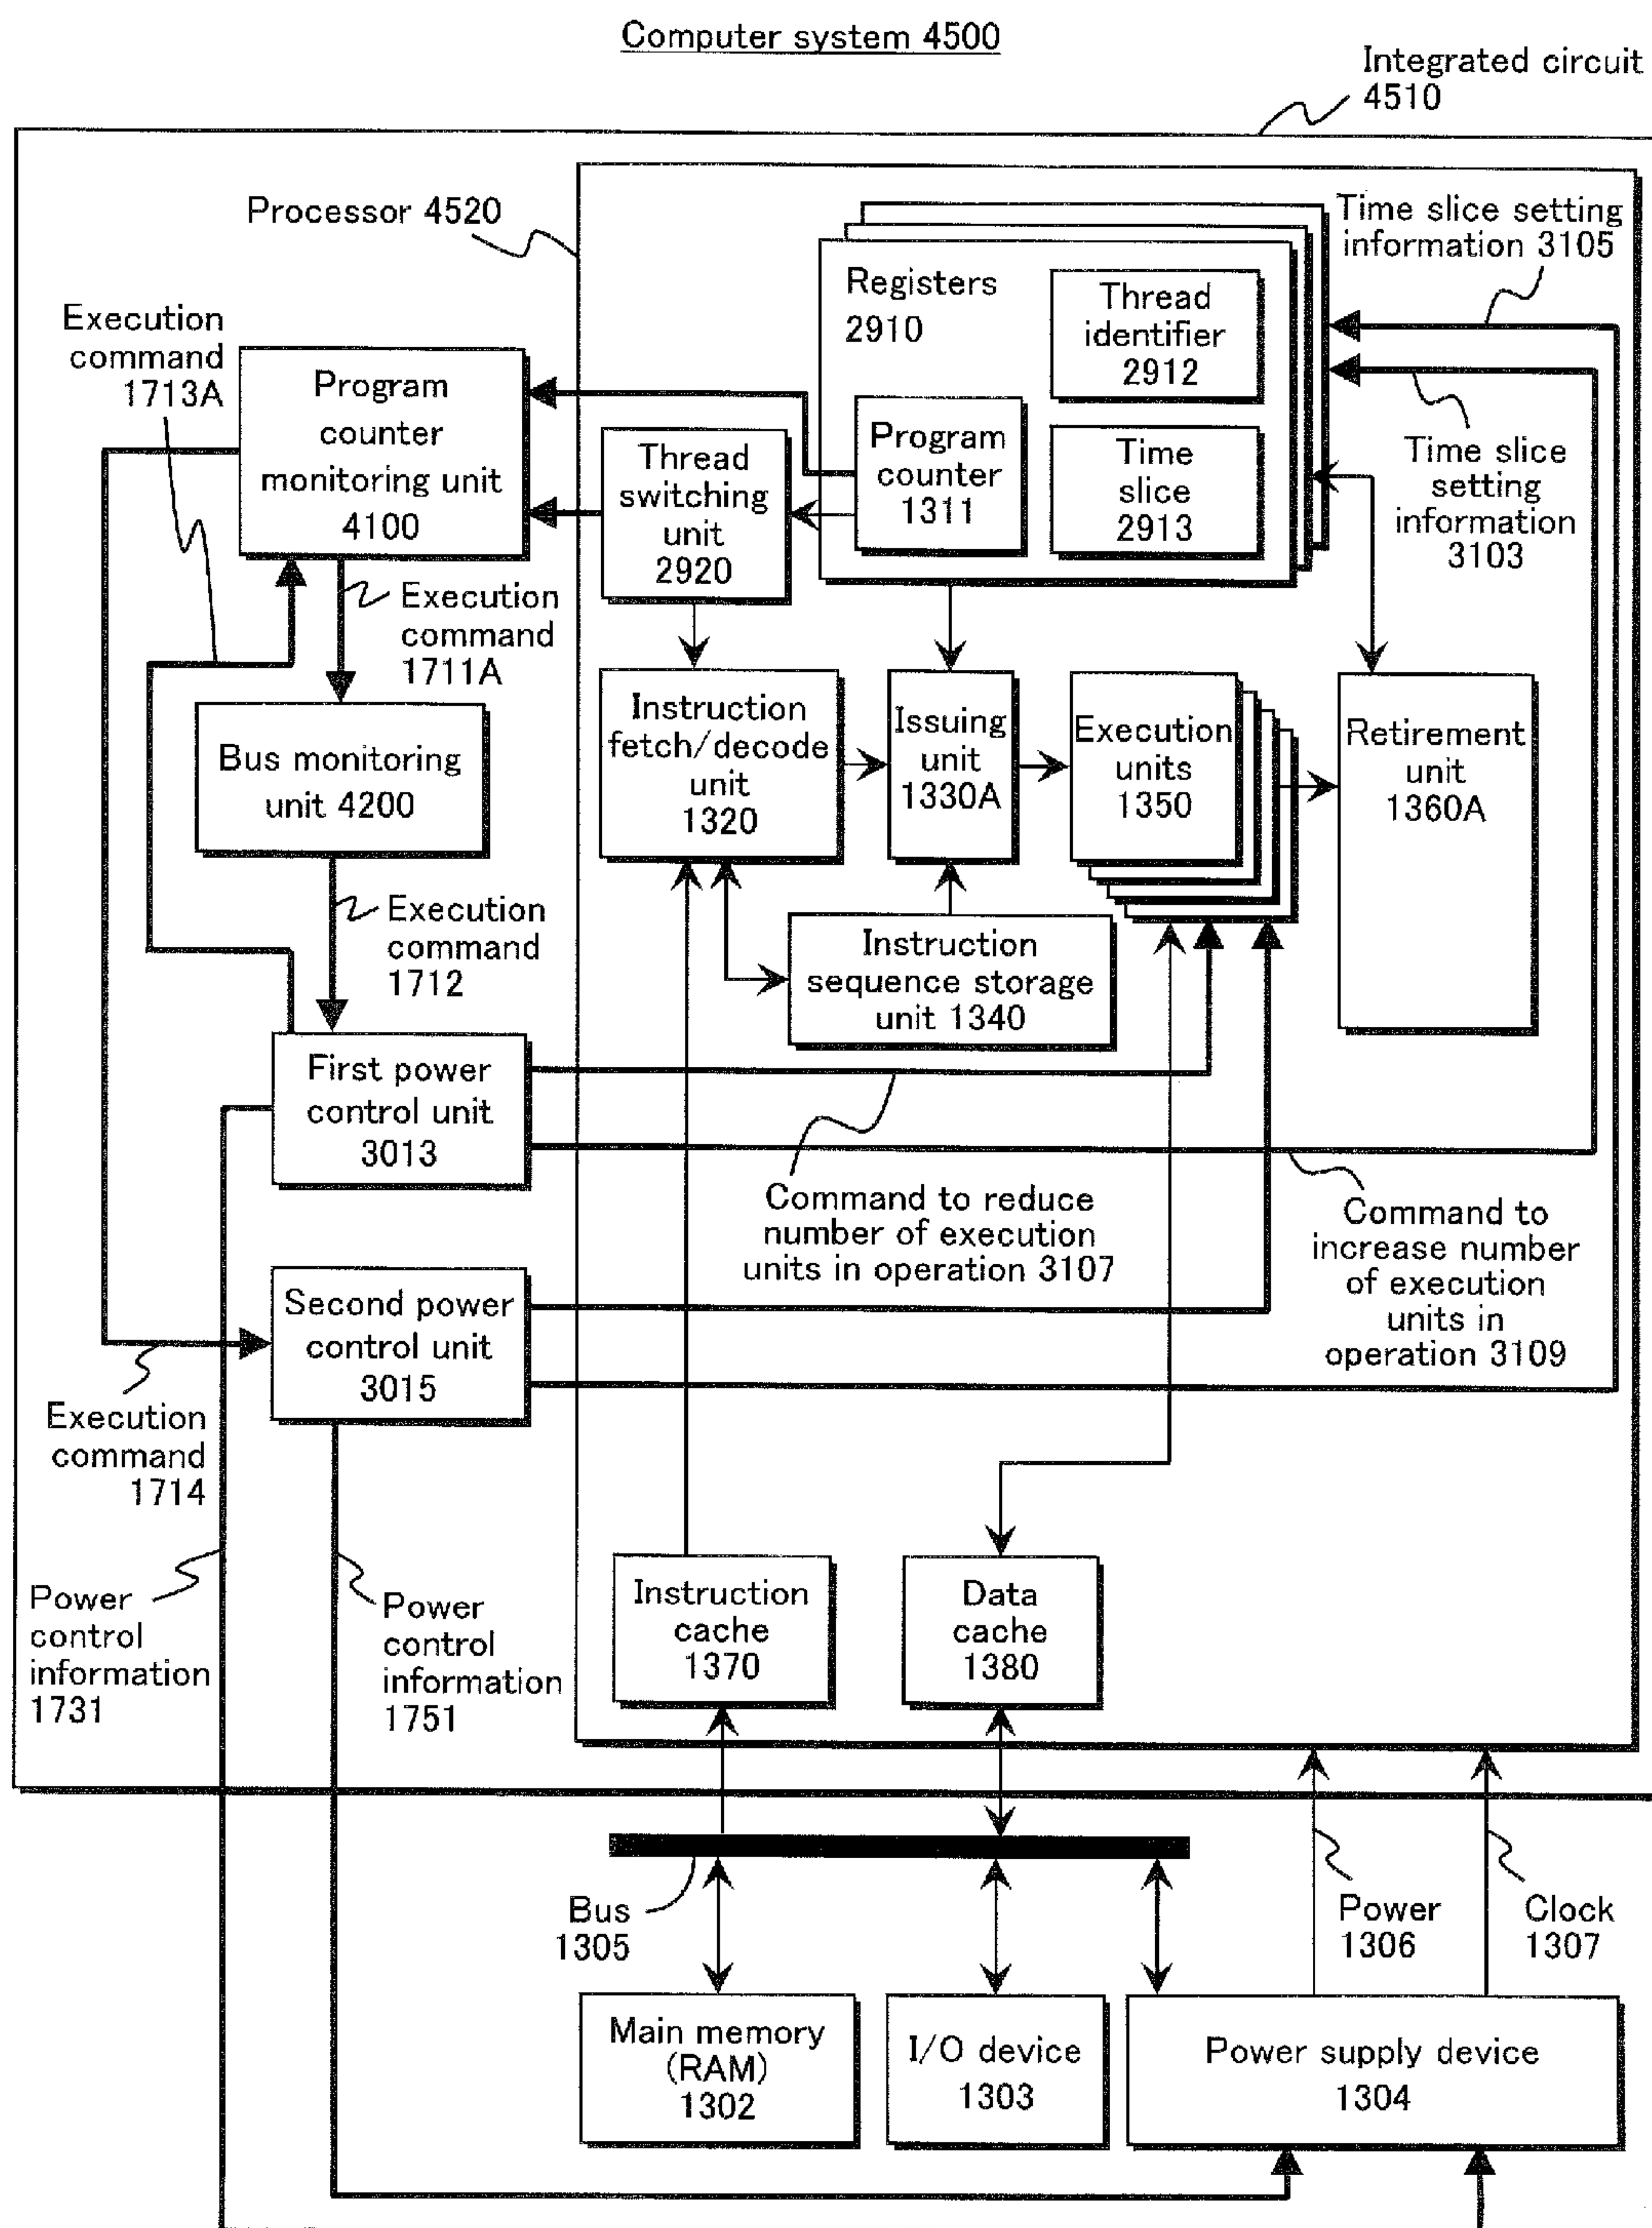 Computer system 4500
Integrated circuit
4510
Processor 4520
Time slice setting
information 3105
Registers
2910
Thread
identifier
2912
Execution
command
1713A
Program
counter
monitoring unit
4100
Thread
switching
unit
2920
Program
counter
1311
Time
slice
2913
Time slice
setting
information
3103
Execution
command
1711A
Bus monitoring
unit 4200
Instruction
fetch/decode
unit
1320
Issuing
unit
1330A
Execution
units
1350
Retirement
unit
1360A
Execution
command
1712
Instruction
sequence storage
unit 1340
First power
control unit
3013
Command to reduce
number of execution
units in operation 3107
Command to
increase number
of execution
units in
operation 3109
Second power
control unit
3015
Execution
command
1714
Power
control
information
1731
Power
control
information
1751
Instruction
cache
1370
Data
cache
1380
Bus
1305
Power
1306
Clock
1307
Main memory
(RAM)
1302
I/O device
1303
Power supply device
1304